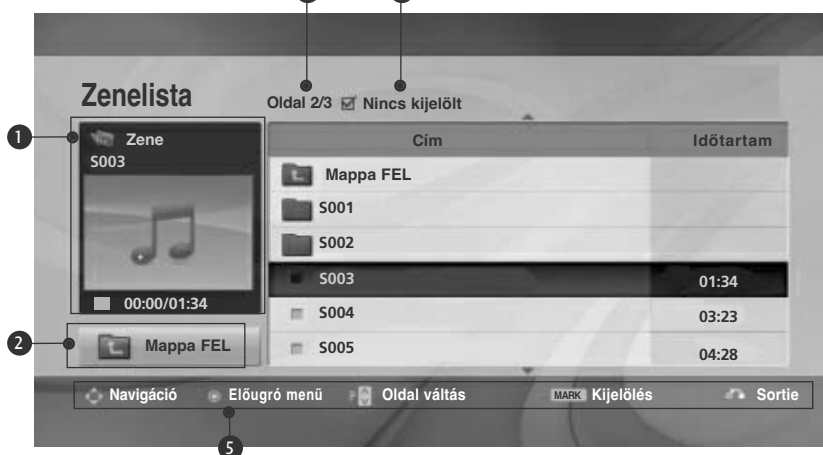 Zenelista
Oldal 2/3 Nincs kijelölt
1
Zene
S003
00:00/01:34
2
Mappa FEL
Cím Időtartam
Mappa FEL
S001
S002
S003 01:34
S004 03:23
S005 04:28
Navigáció Előugró menü Oldal váltás MARK Kijelölés Sortie
5